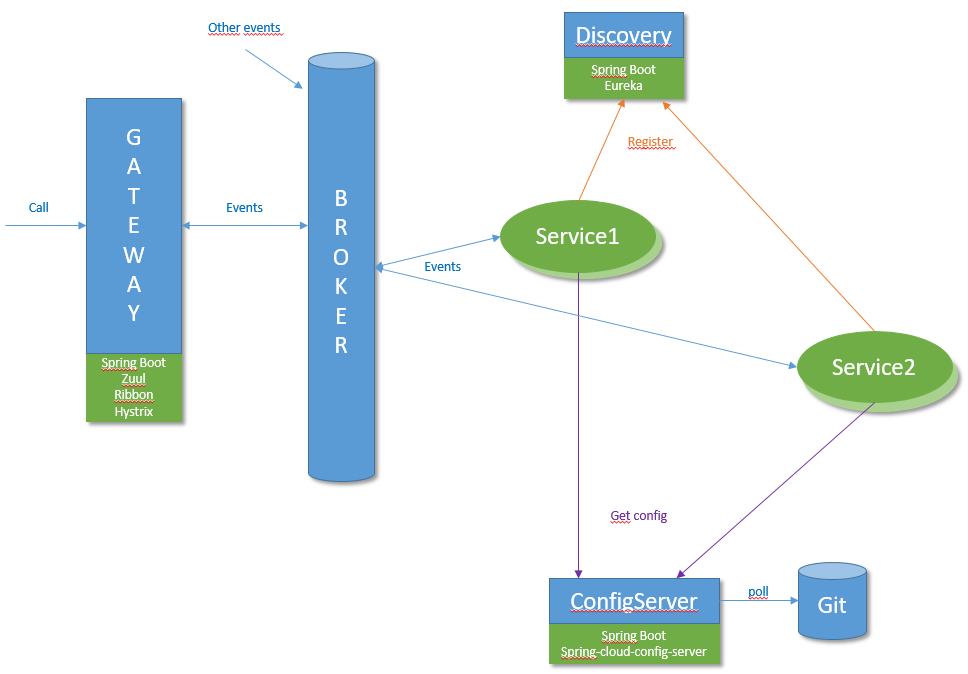 Other events
Discovery
Spring Boot
Eureka
Register
GATEWAY
Call
Events
BROKER
Service1
Events
Service2
Spring Boot
Zuul
Ribbon
Hystrix
Get config
ConfigServer
poll
Git
Spring Boot
Spring-cloud-config-server